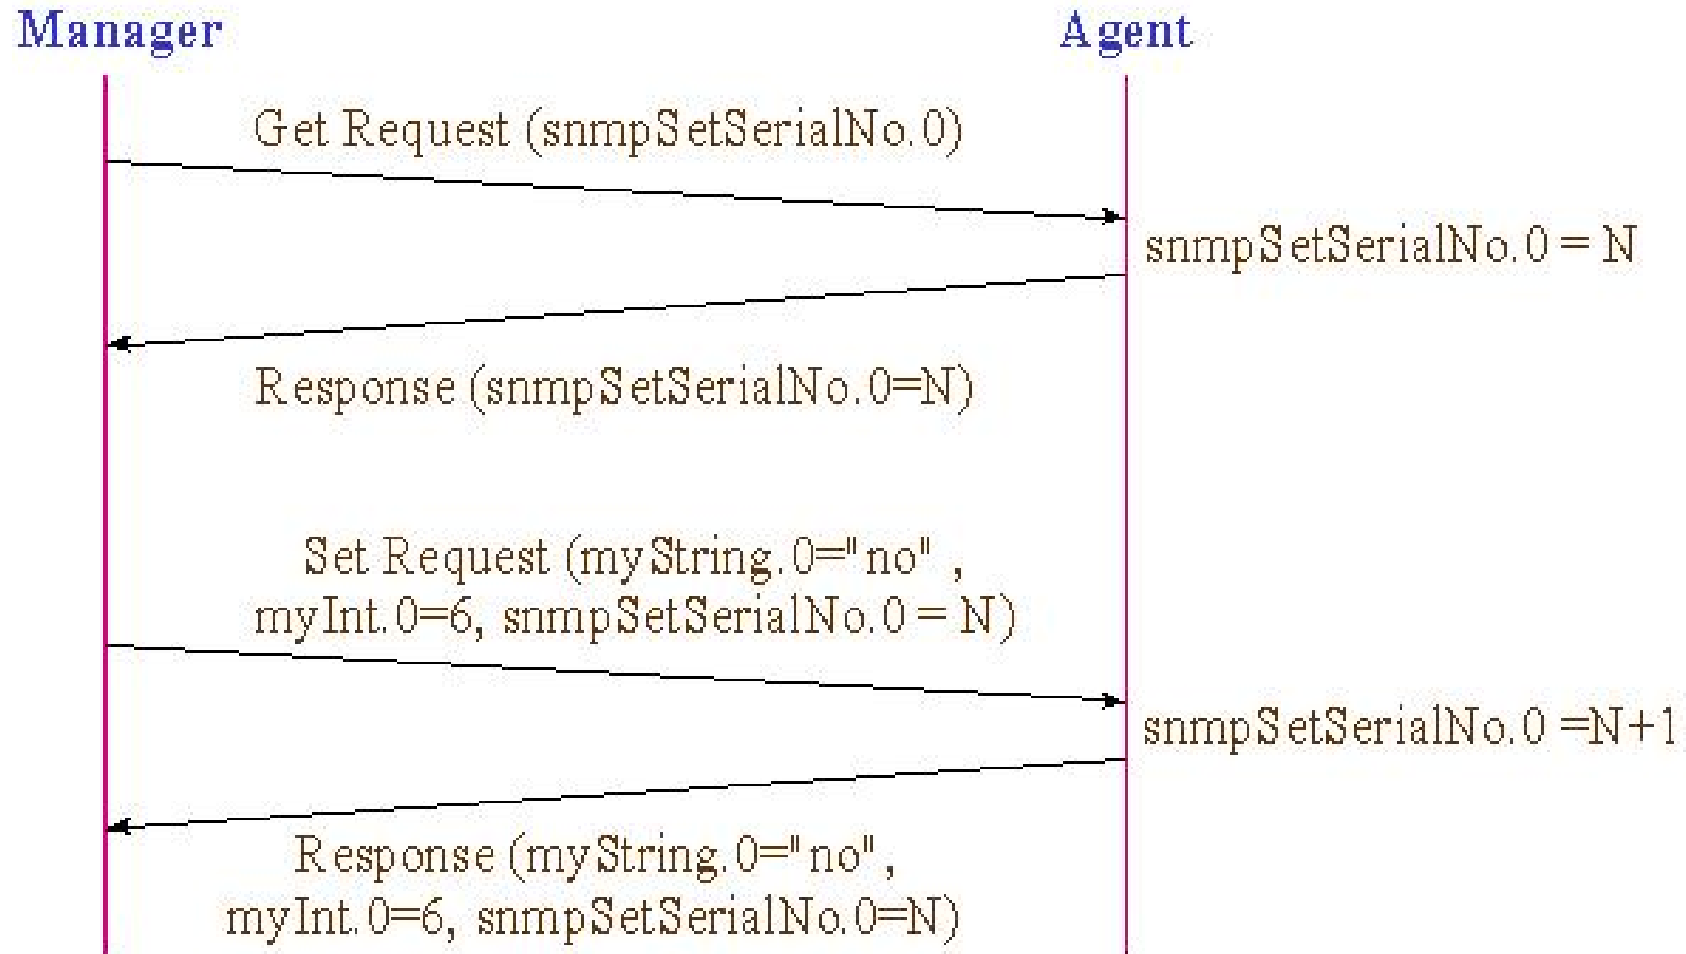 Manager
Agent
Get Request (snmpSetSerialNo.0)
snmpSetSerialNo.0 = N
Response (snmpSetSerialNo.0=N)
Set Request (myString.0="no" ,
myInt.0=6, snmpSetSerialNo.0 = N)
snmpSetSerialNo.0 =N+1
Response (myString.0="no",
myInt.0=6, snmpSetSerialNo.0=N)